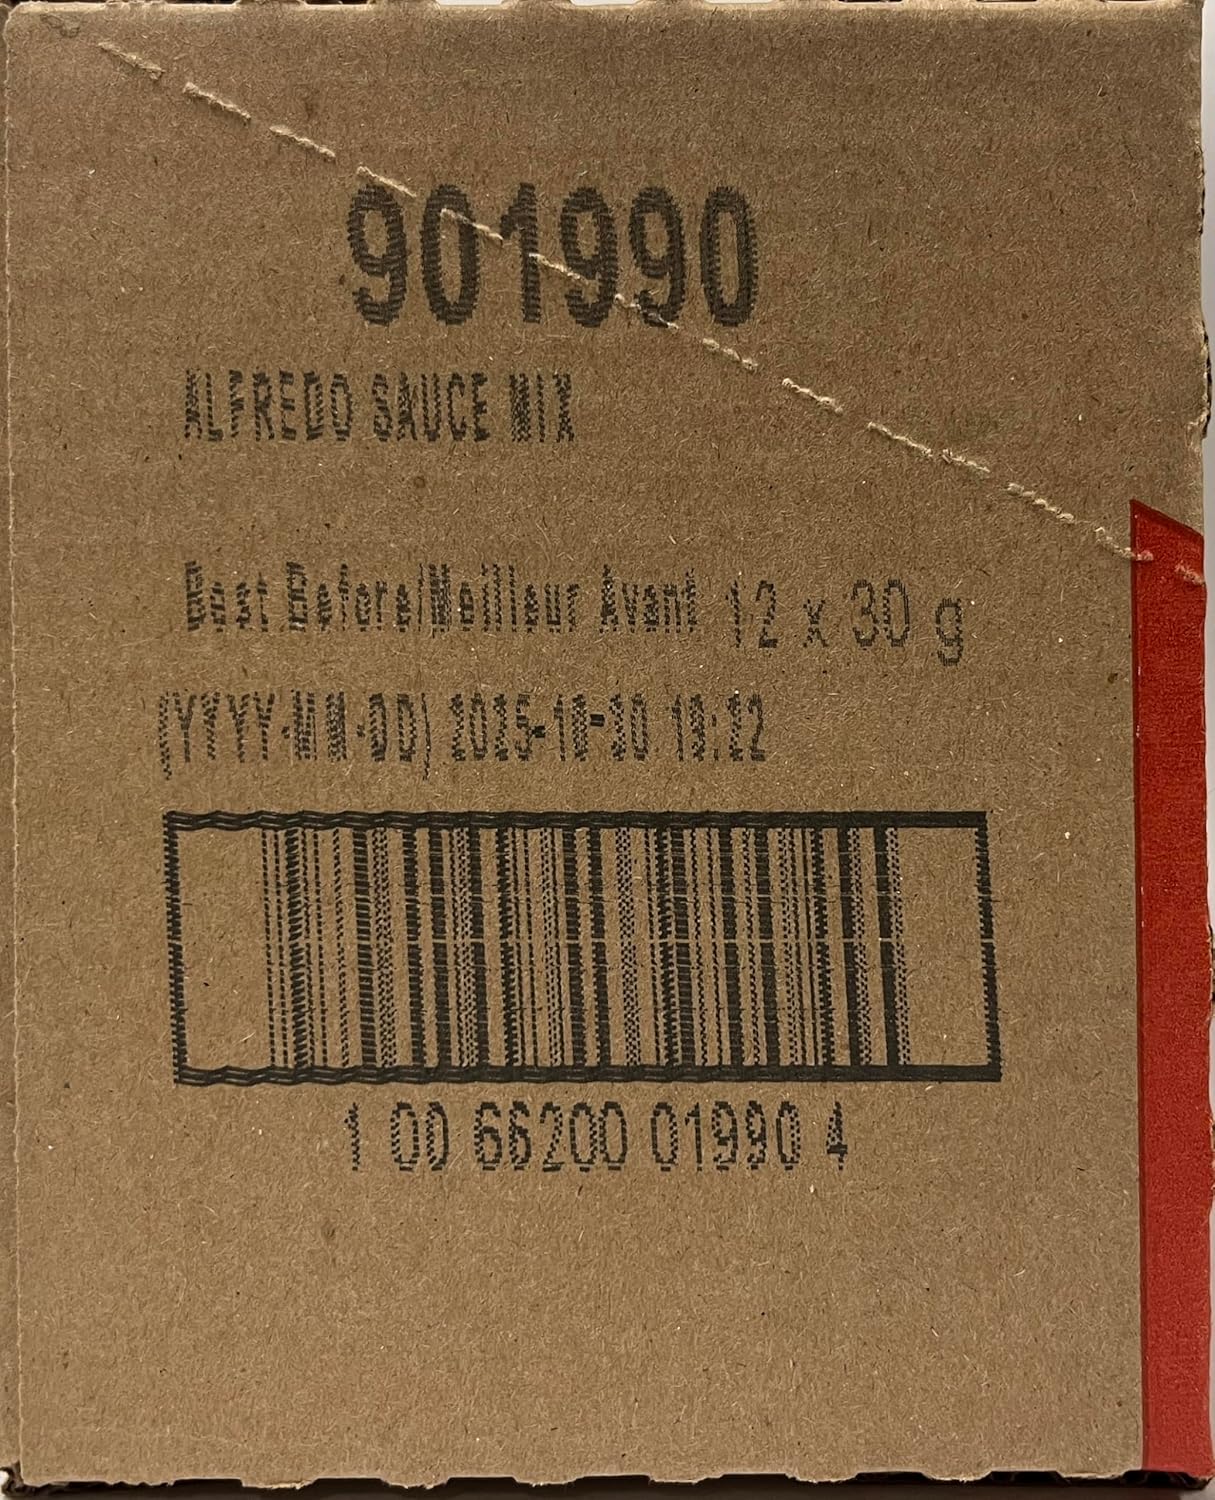 901990
ALFREDO SAUCE MIX
Best Before/Meilleur Avant 12 x 30 g
(YYYY-MM-DD) 2025-10-30 10:22
1 00 66200 01990 4